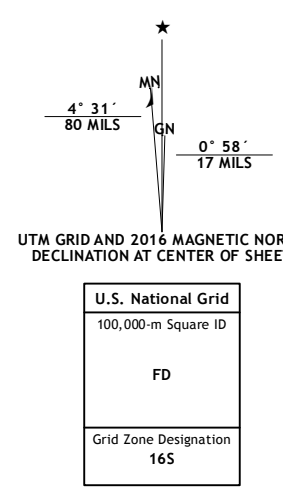 MN
4° 31´
80 MILS
GN
0° 58´
17 MILS
UTM GRID AND 2016 MAGNETIC NOR
DECLINATION AT CENTER OF SHEE
U.S. National Grid
100,000-m Square ID
FD
Grid Zone Designation
16S